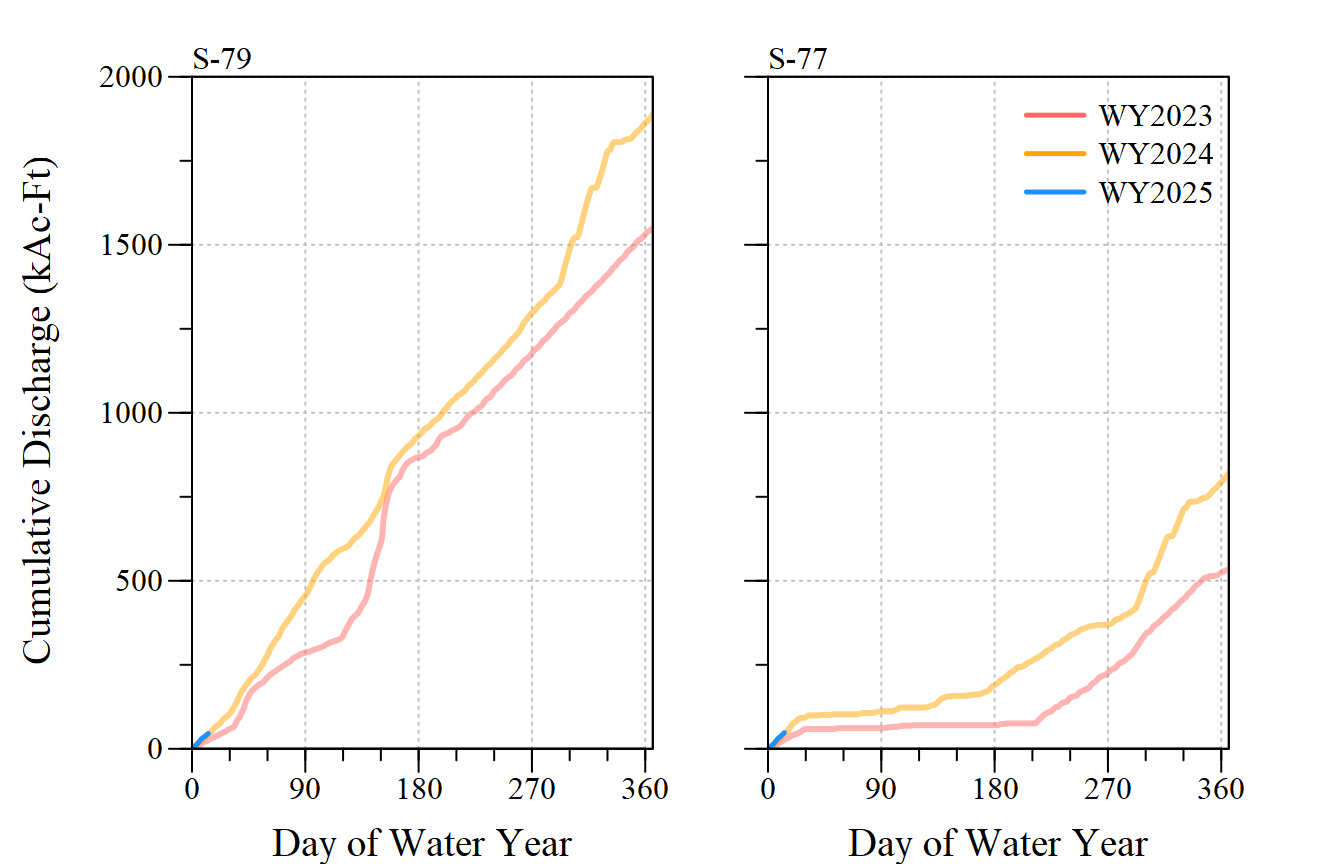 S-79
S-77
2000
1500
1000
500
0
Cumulative Discharge (kAc-Ft)
WY2023
WY2024
WY2025
0 90 180 270 360
0 90 180 270 360
Day of Water Year
Day of Water Year